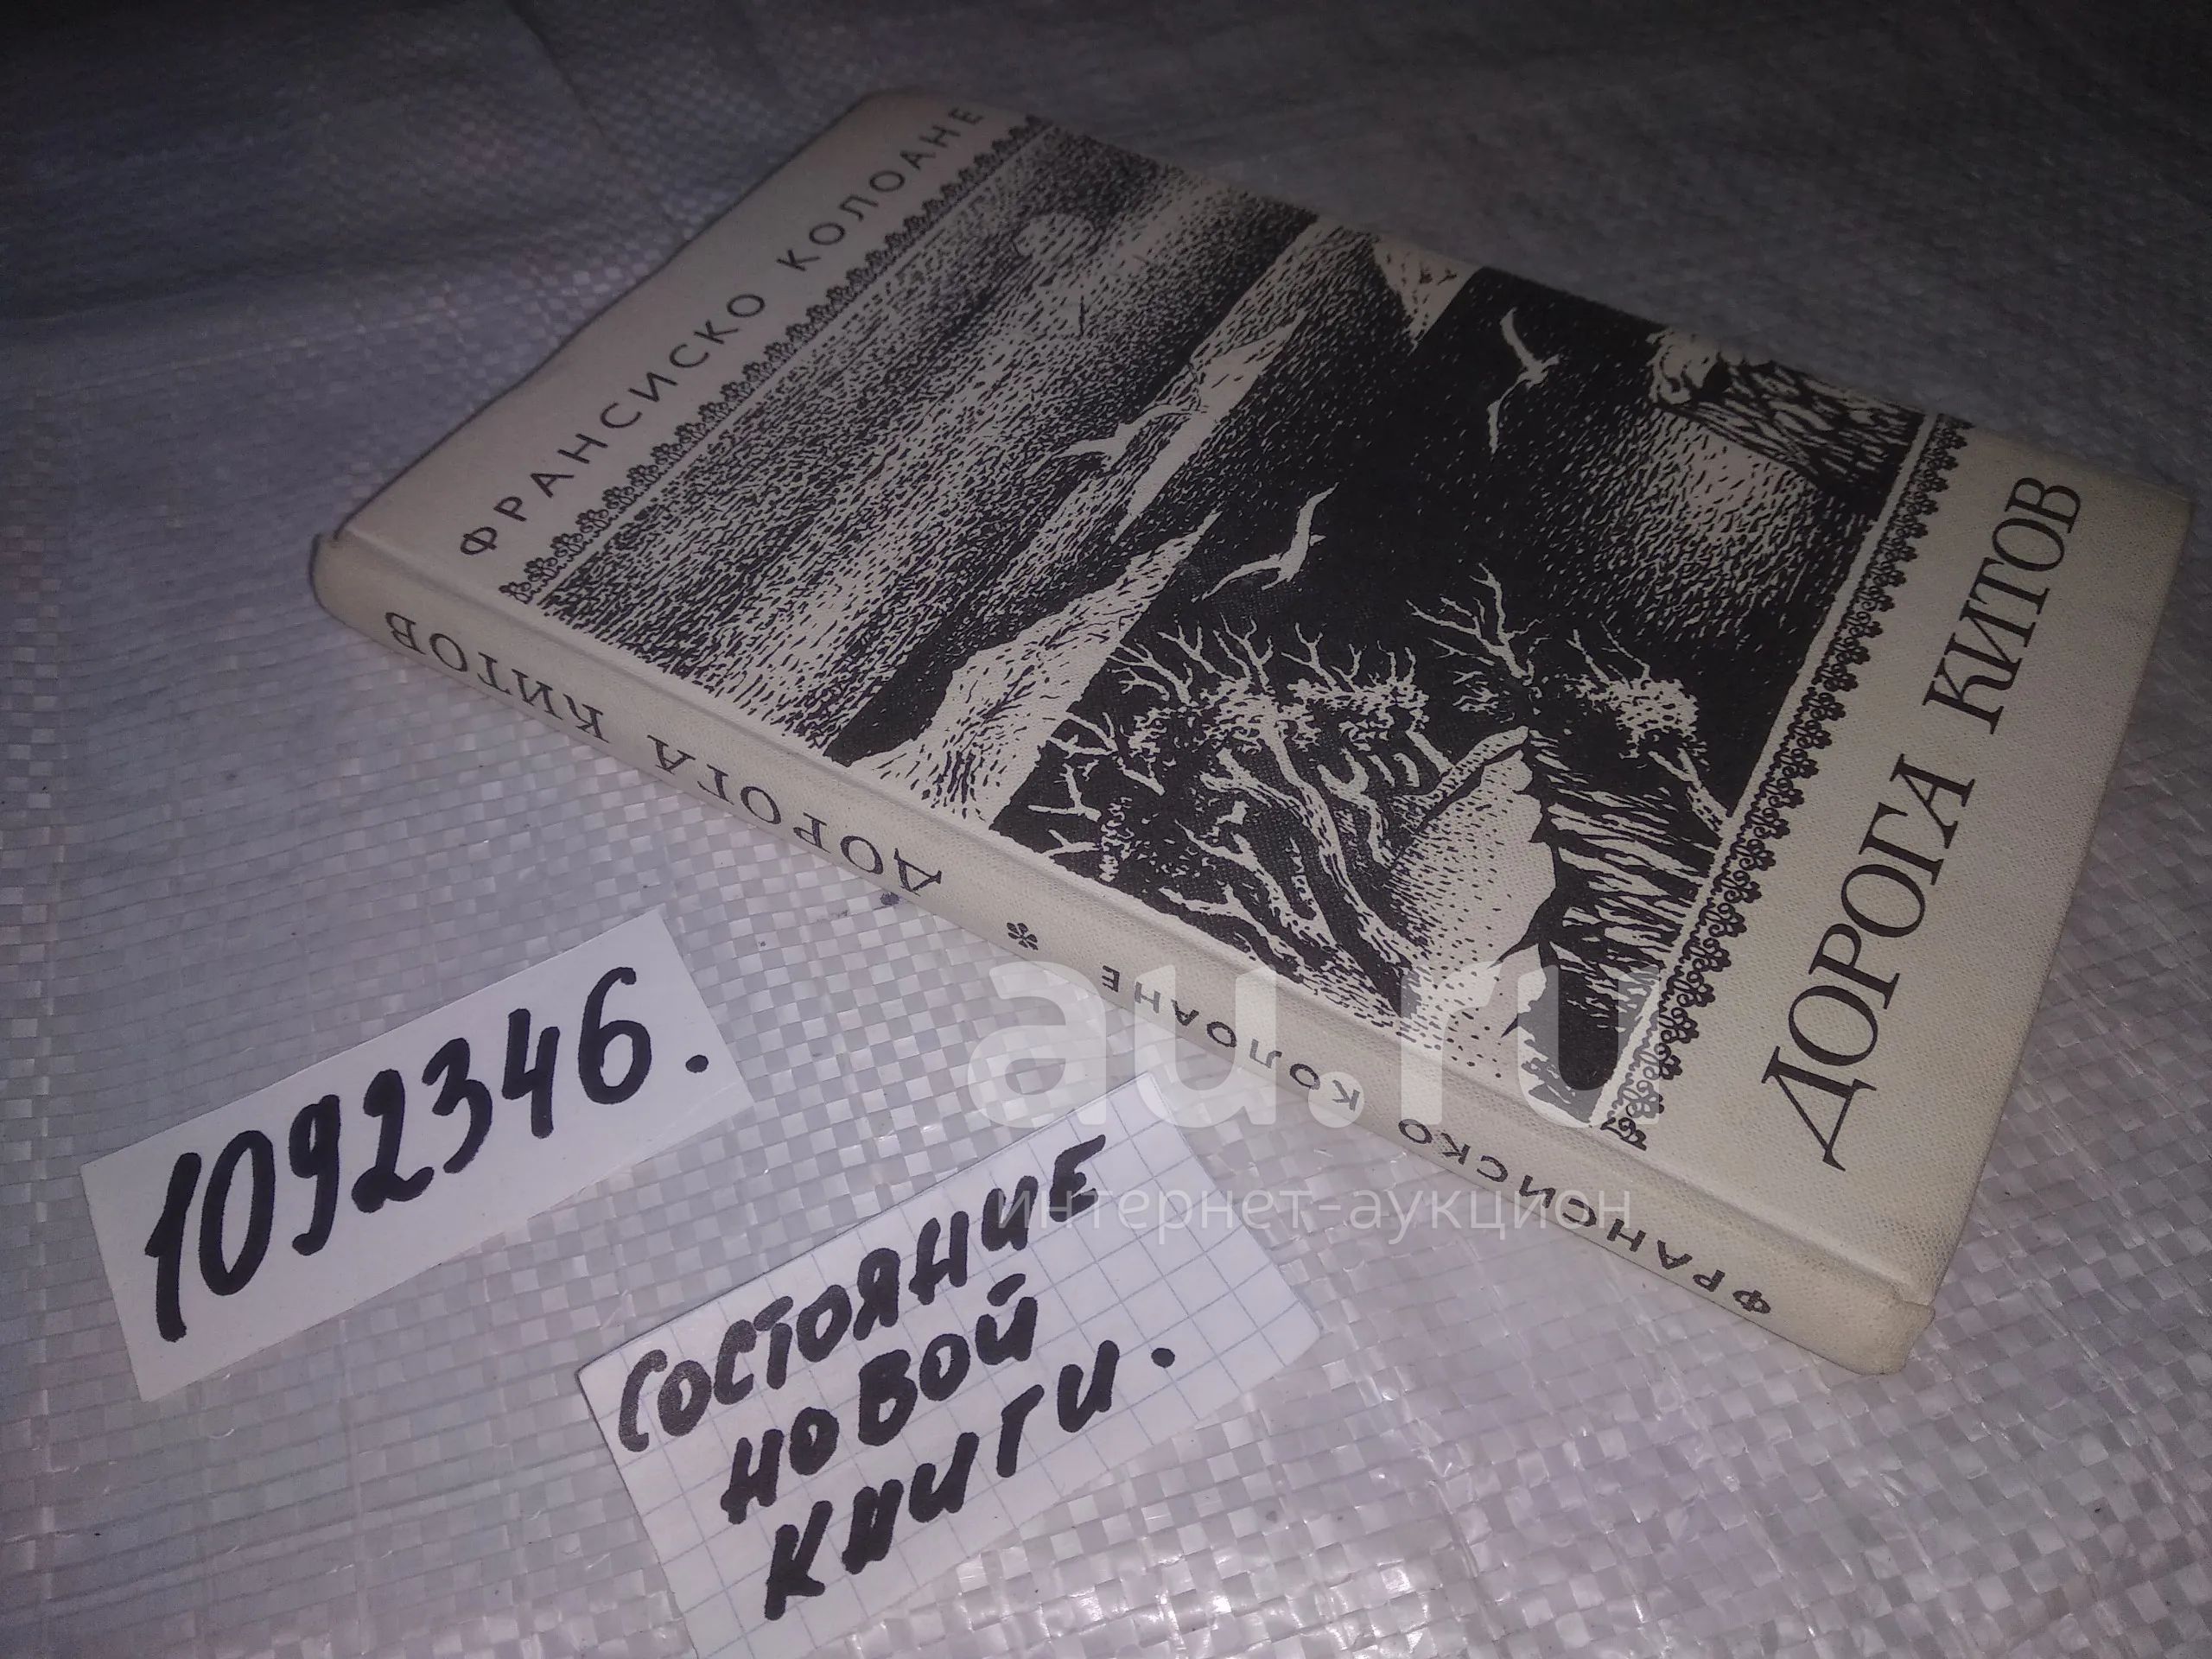 ФРАНСИСКО КОЛОАНЕ
ДОРОГА КИТОВ
ФРАНСИСКО КОЛОАНЕ * ДОРОГА КИТОВ
1092346.
СОСТОЯНИЕ
НОВОЙ
КНИГИ.
au.ru
интернет-аукцион